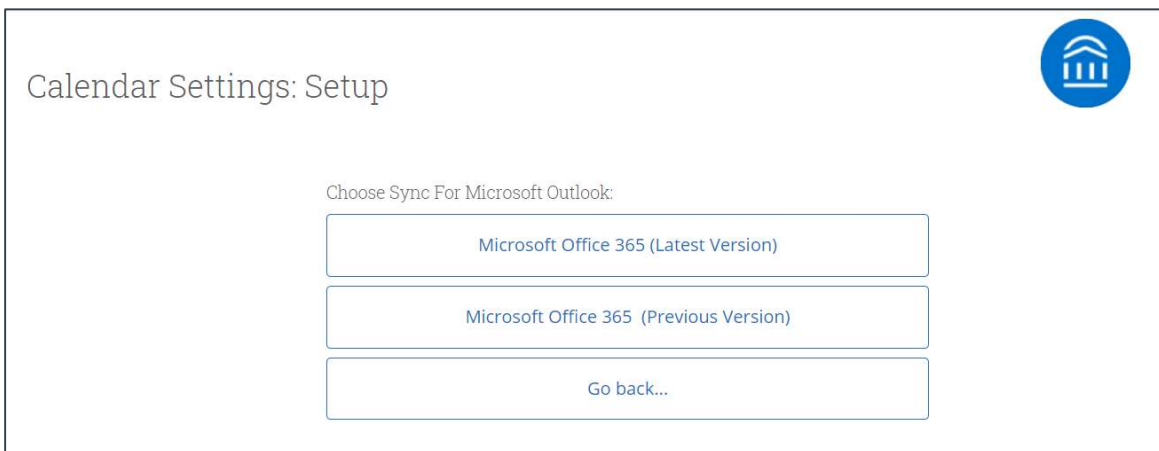 Calendar Settings: Setup
Choose Sync For Microsoft Outlook:
Microsoft Office 365 (Latest Version)
Microsoft Office 365  (Previous Version)
Go back...